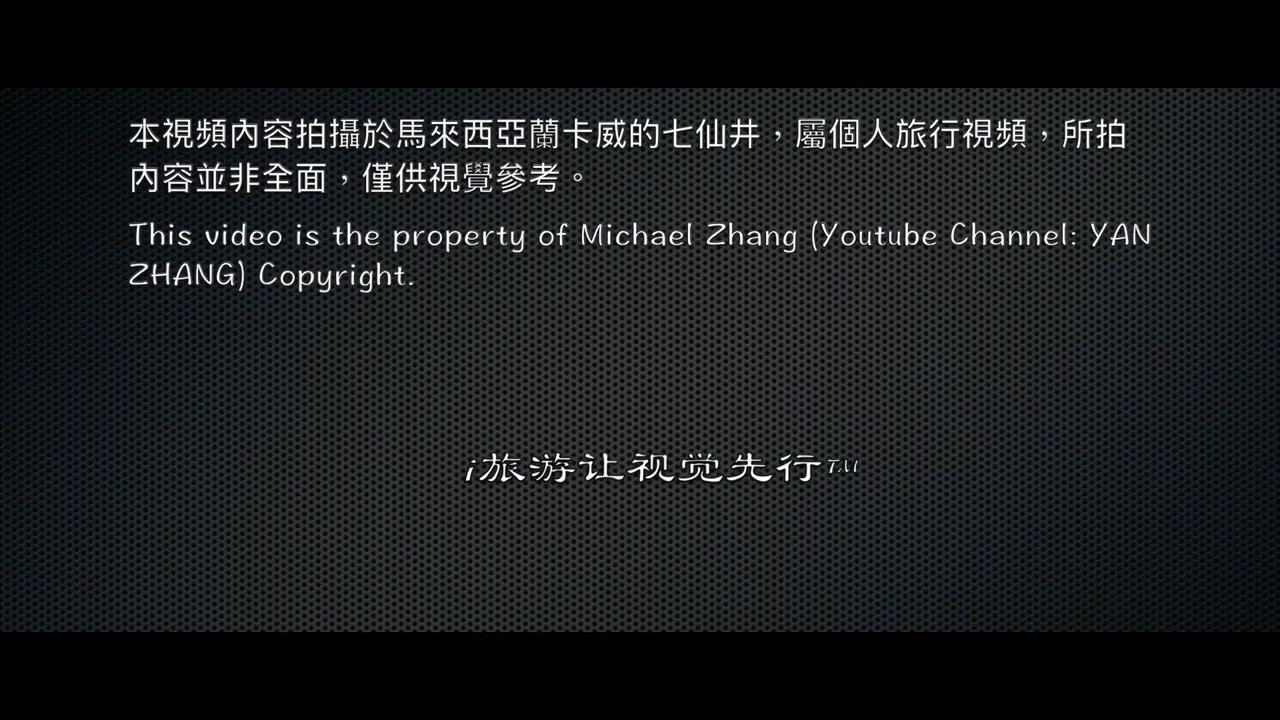 本視頻內容拍攝於馬來西亞蘭卡威的七仙井，屬個人旅行視頻，所拍
內容並非全面，僅供視覺參考。
This video is the property of Michael Zhang (Youtube Channel: YAN
ZHANG) Copyright.
i旅游让视觉先行™